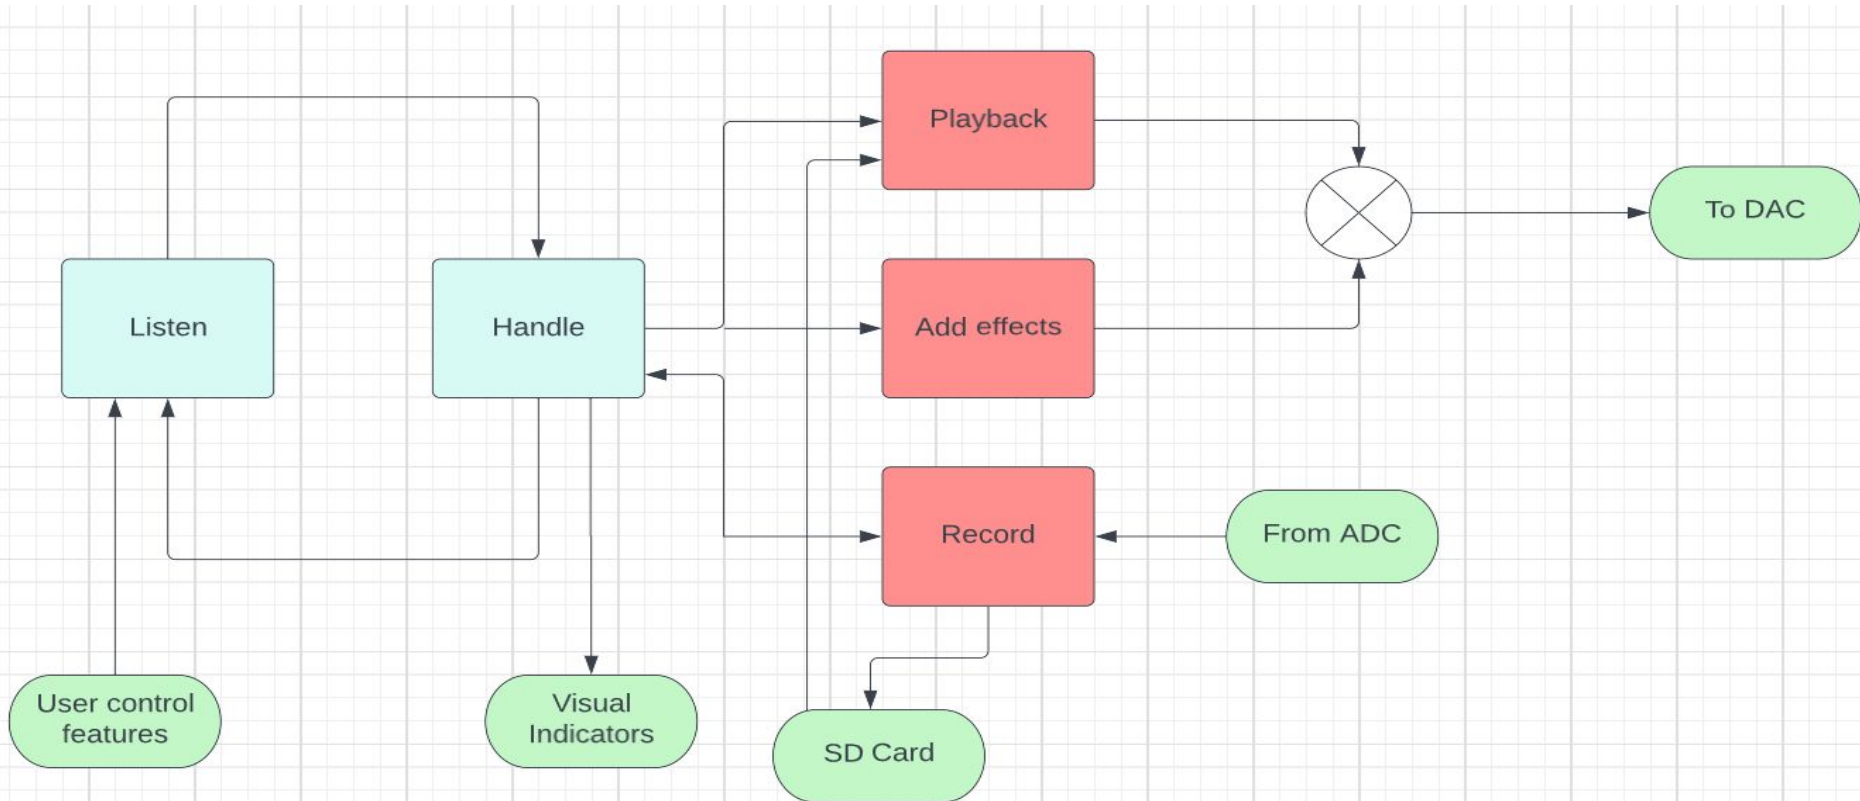 Playback
To DAC
Listen
Handle
Add effects
Record
From ADC
User control
features
Visual
Indicators
SD Card